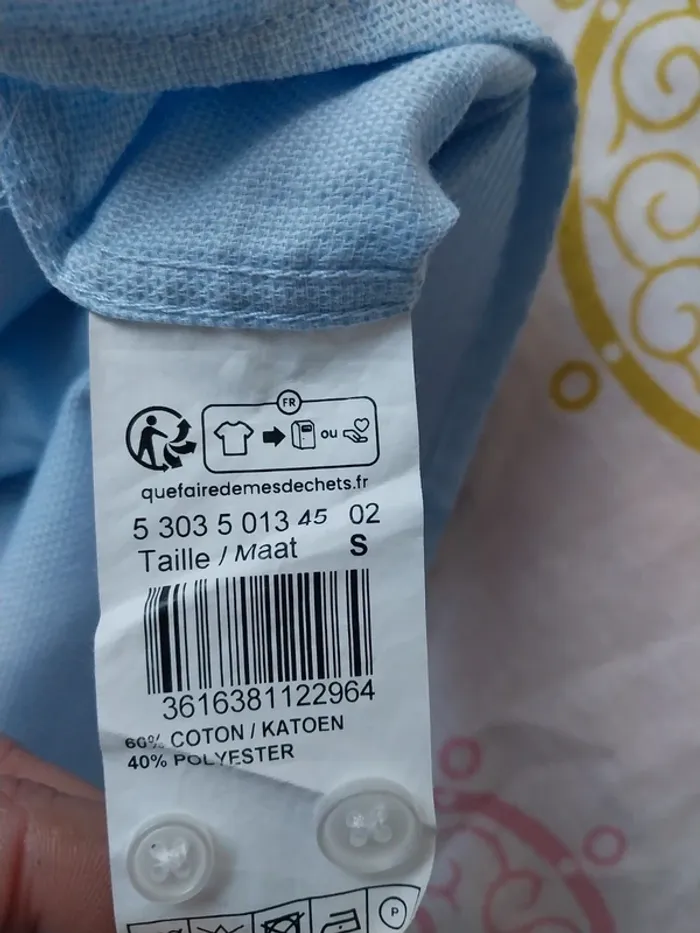 FR
ou
quefairedemesdechets.fr
5 303 5 013 45 02
Taille / Maat S
3616381122964
60% COTON / KATOEN
40% POLYESTER
P